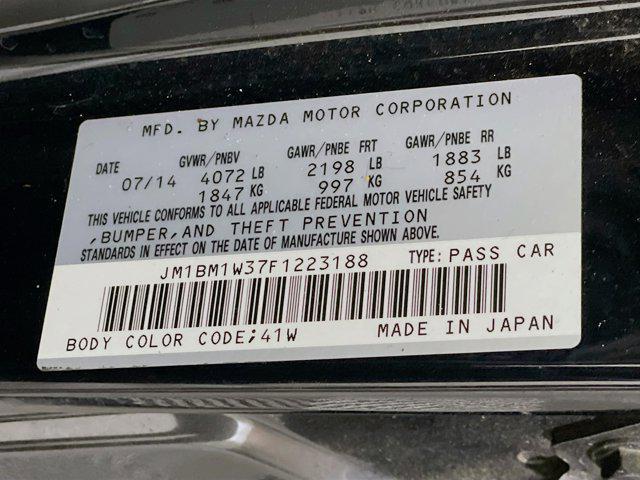 MFD. BY MAZDA MOTOR CORPORATION
DATE GVWR/PNBV GAWR/PNBE FRT GAWR/PNBE RR
07/14 4072 LB 2198 LB 1883 LB
1847 KG 997 KG 854 KG
THIS VEHICLE CONFORMS TO ALL APPLICABLE FEDERAL MOTOR VEHICLE SAFETY
,BUMPER,AND THEFT PREVENTION
STANDARDS IN EFFECT ON THE DATE OF MANUFACTURE SHOWN ABOVE.
JM1BM1W37F1223188 TYPE: PASS CAR
BODY COLOR CODE;41W MADE IN JAPAN